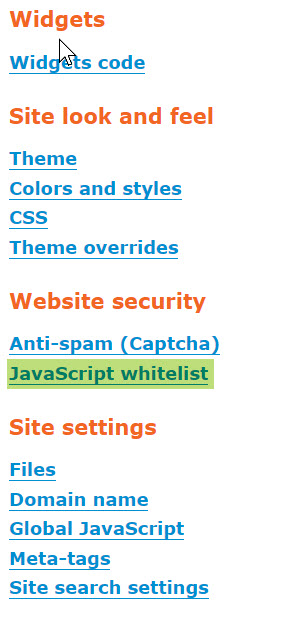 Widgets
Widgets code
Site look and feel
Theme
Colors and styles
CSS
Theme overrides
Website security
Anti-spam (Captcha)
JavaScript whitelist
Site settings
Files
Domain name
Global JavaScript
Meta-tags
Site search settings